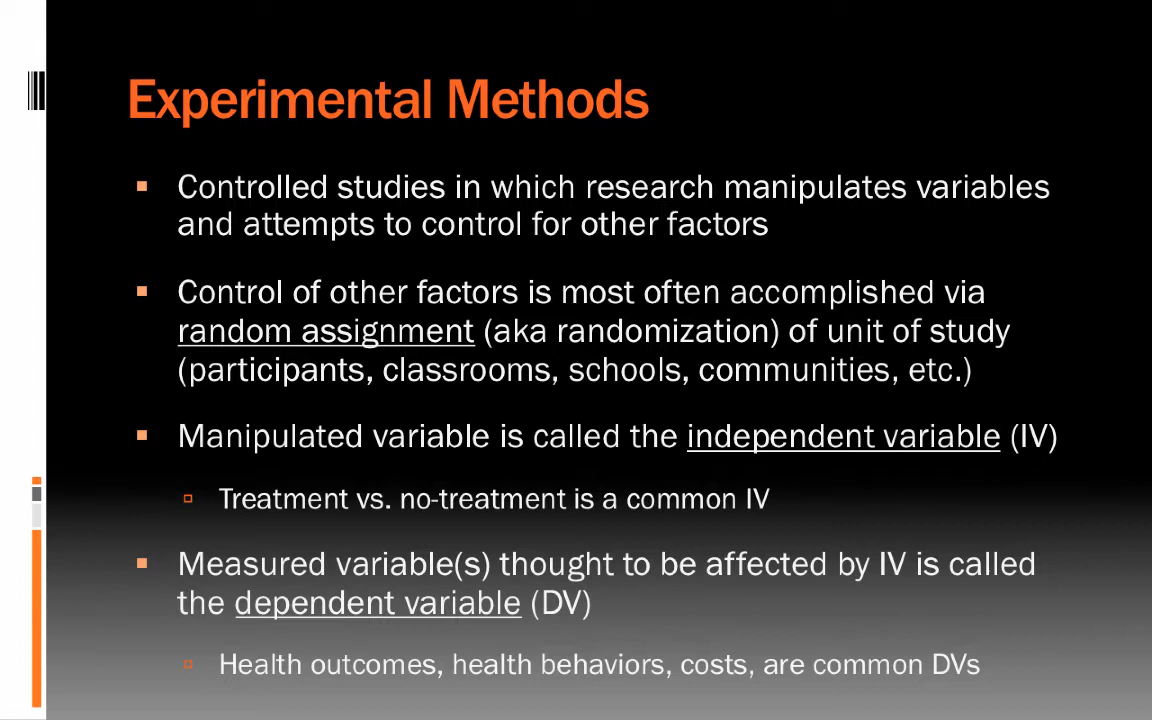 Experimental Methods
Controlled studies in which research manipulates variables
and attempts to control for other factors
Control of other factors is most often accomplished via
random assignment (aka randomization) of unit of study
(participants, classrooms, schools, communities, etc.)
Manipulated variable is called the independent variable (IV)
Treatment vs. no-treatment is a common IV
Measured variable(s) thought to be affected by IV is called
the dependent variable (DV)
Health outcomes, health behaviors, costs, are common DVs